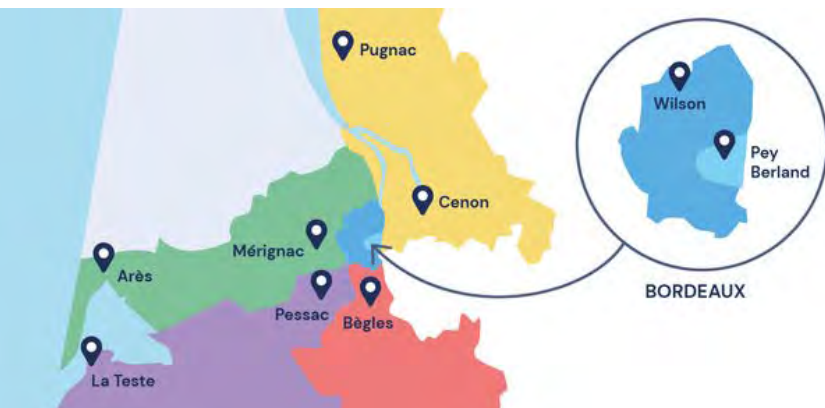 Pugnac
Wilson
Pey
Berland
Cenon
Mérignac
Arès
BORDEAUX
Pessac
Bègles
La Teste